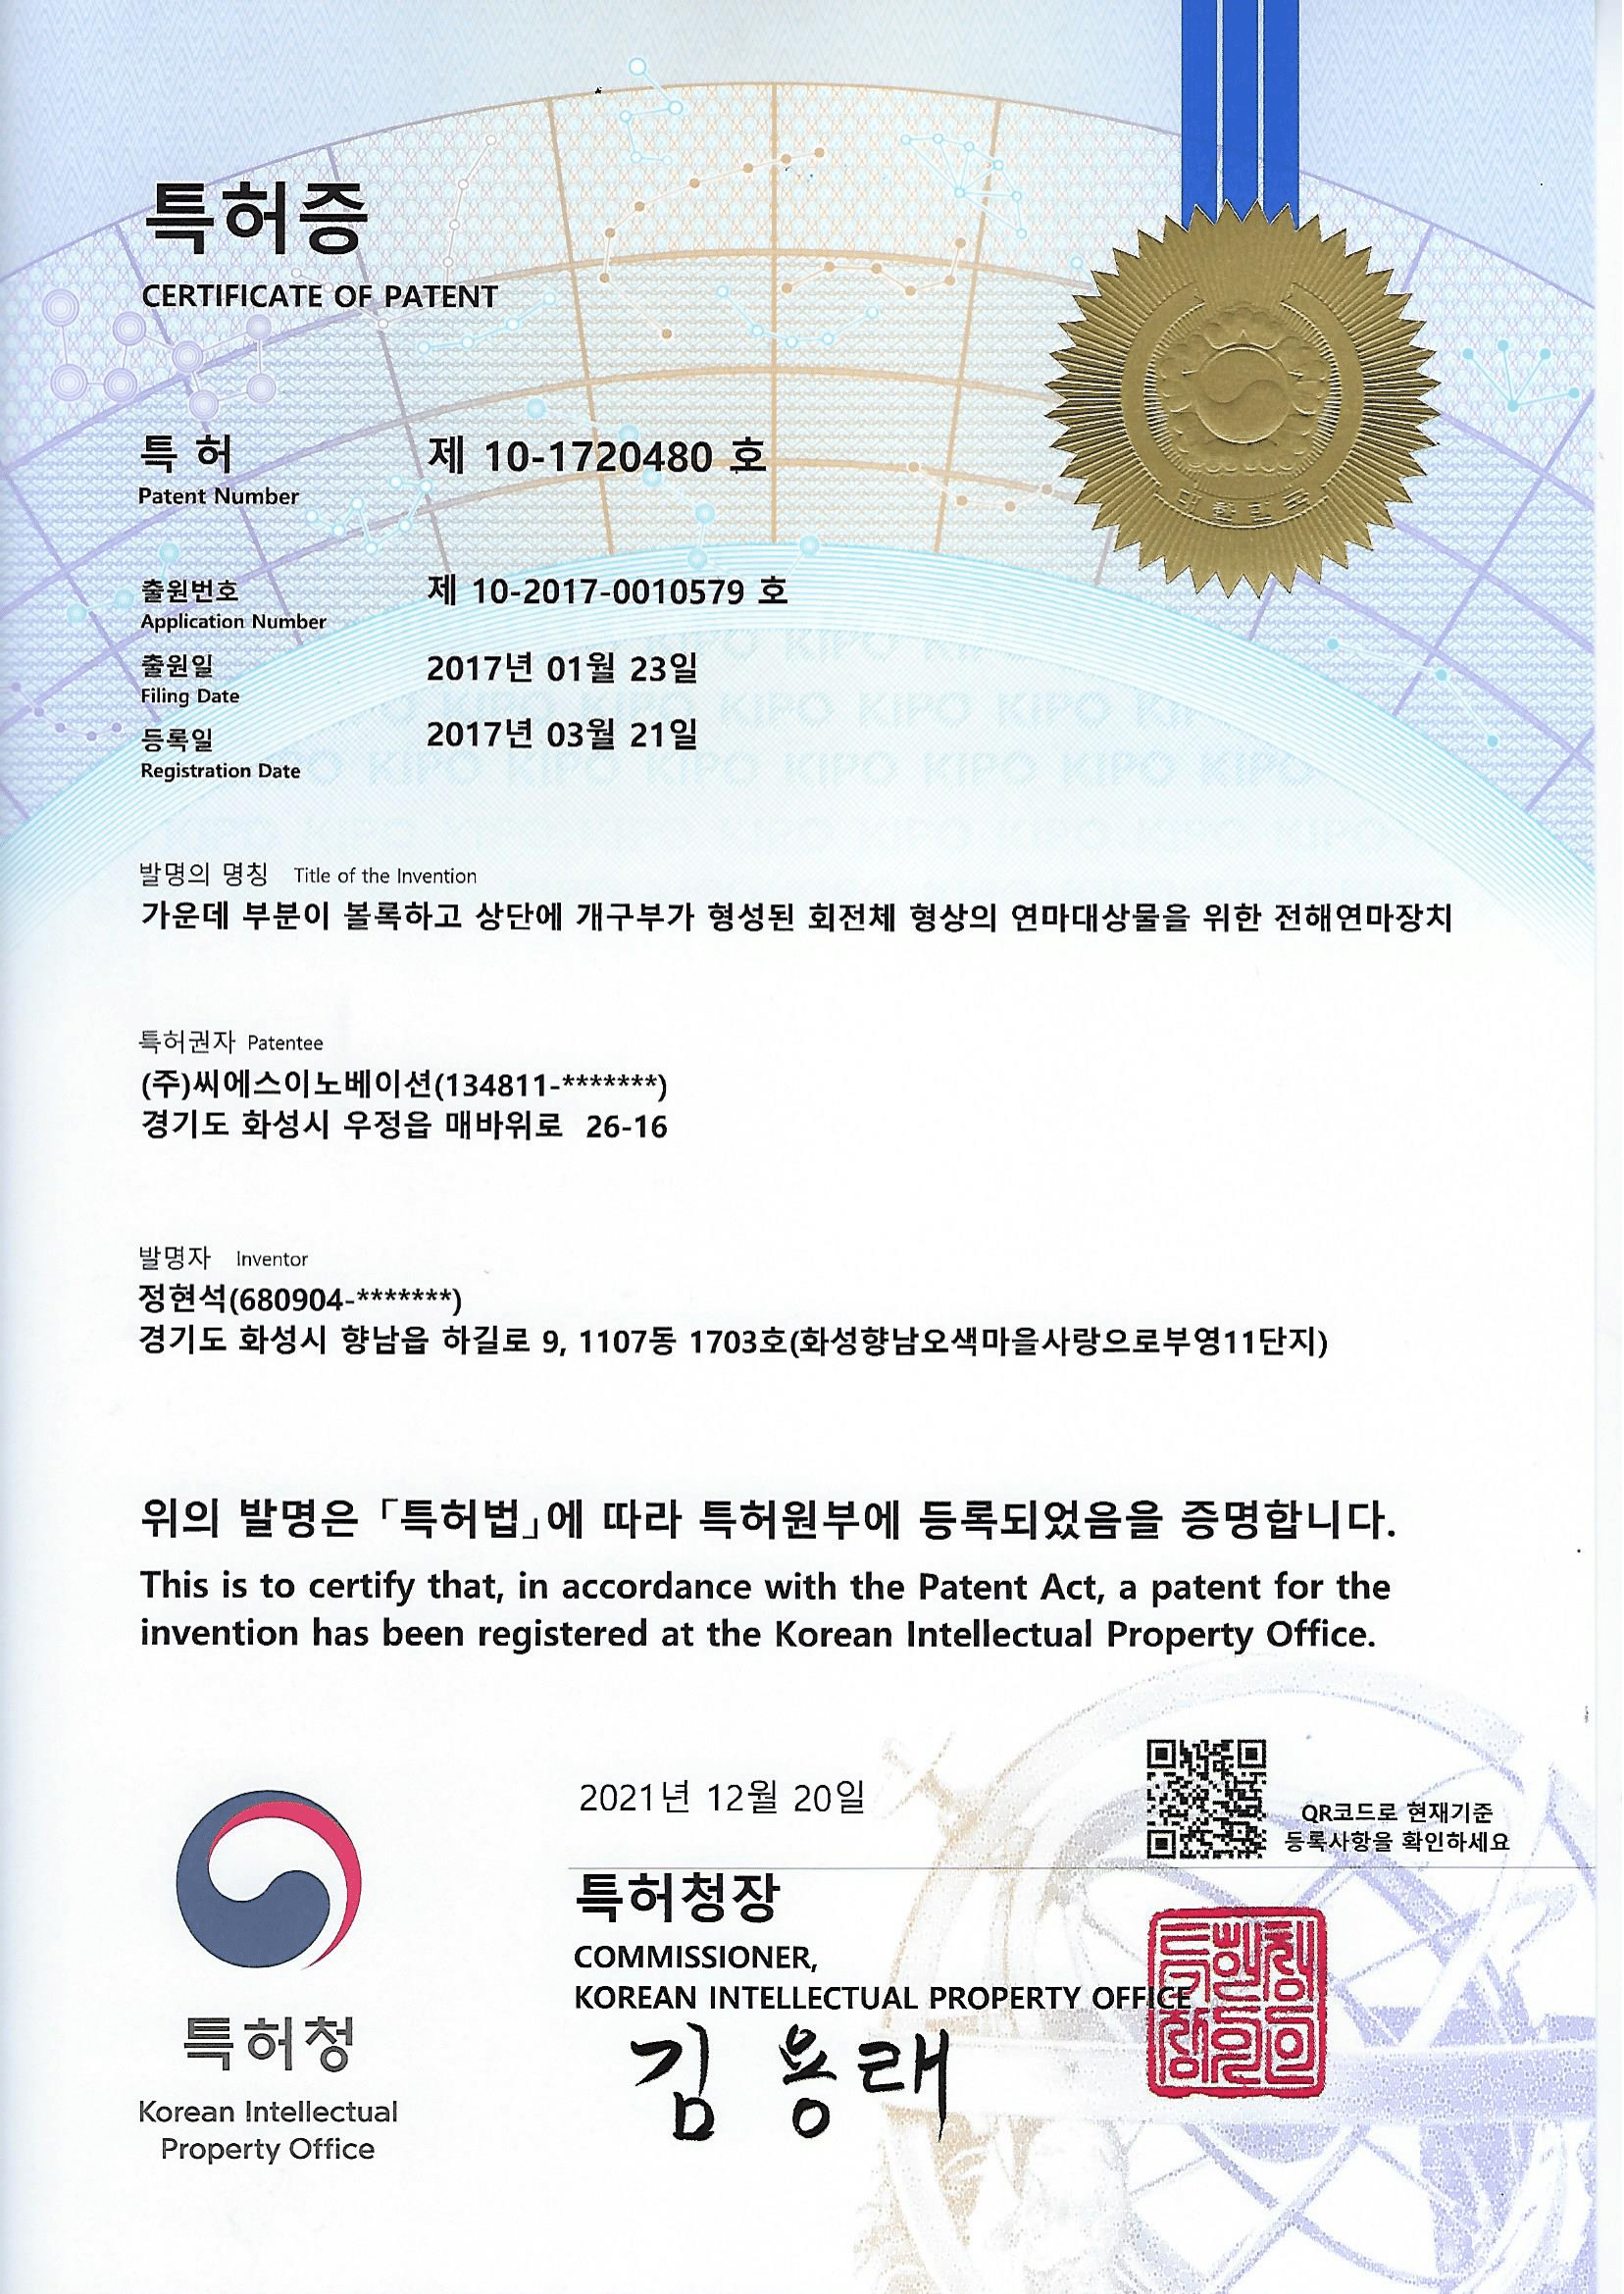 특허증
CERTIFICATE OF PATENT
특 허 제 10-1720480 호
Patent Number
출원번호 제 10-2017-0010579 호
Application Number
출원일 2017년 01월 23일
Filing Date
등록일 2017년 03월 21일
Registration Date
발명의 명칭 Title of the Invention
가운데 부분이 볼록하고 상단에 개구부가 형성된 회전체 형상의 연마대상물을 위한 전해연마장치
특허권자 Patentee
(주)씨에스이노베이션(134811-*******)
경기도 화성시 우정읍 매바위로 26-16
발명자 Inventor
정현석(680904-*******)
경기도 화성시 향남읍 하길로 9, 1107동 1703호(화성향남오색마을사랑으로부영11단지)
위의 발명은 「특허법」에 따라 특허원부에 등록되었음을 증명합니다.
This is to certify that, in accordance with the Patent Act, a patent for the
invention has been registered at the Korean Intellectual Property Office.
2021년 12월 20일
QR코드로 현재기준
등록사항을 확인하세요
특허청장
COMMISSIONER,
KOREAN INTELLECTUAL PROPERTY OFFICE
김용래
특허청
Korean Intellectual
Property Office
대한민국